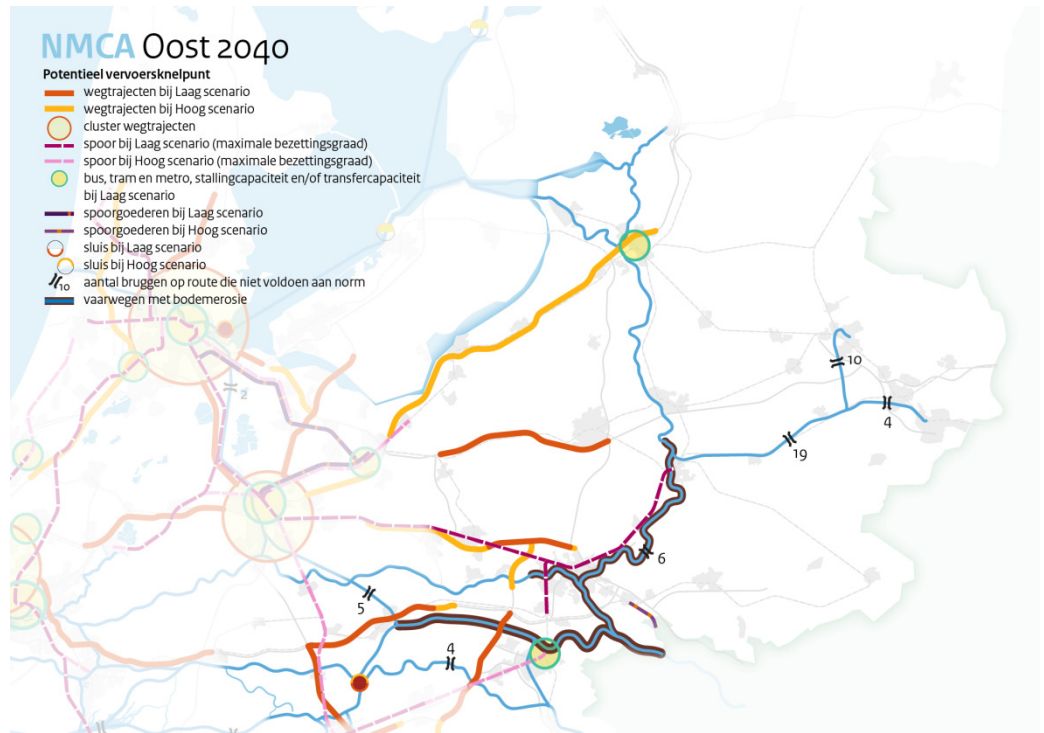 NMCA Oost 2040
Potentieel vervoersknelpunt
wegtrajecten bij Laag scenario
wegtrajecten bij Hoog scenario
cluster wegtrajecten
spoor bij Laag scenario (maximale bezettingsgraad)
spoor bij Hoog scenario (maximale bezettingsgraad)
bus, tram en metro, stallingcapaciteit en/of transfercapaciteit
bij Laag scenario
spoorgoederen bij Laag scenario
spoorgoederen bij Hoog scenario
sluis bij Laag scenario
sluis bij Hoog scenario
10 aantal bruggen op route die niet voldoen aan norm
vaarwegen met bodemerosie
10
2
4
19
6
5
4